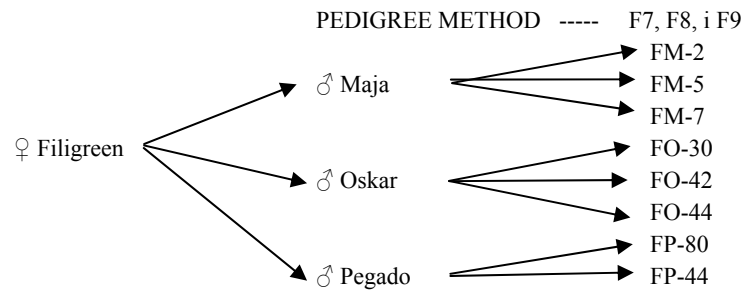 PEDIGREE METHOD ----- F7, F8, i F9
FM-2
♂ Maja FM-5
FM-7
♀ Filigreen FO-30
♂ Oskar FO-42
FO-44
FP-80
♂ Pegado FP-44